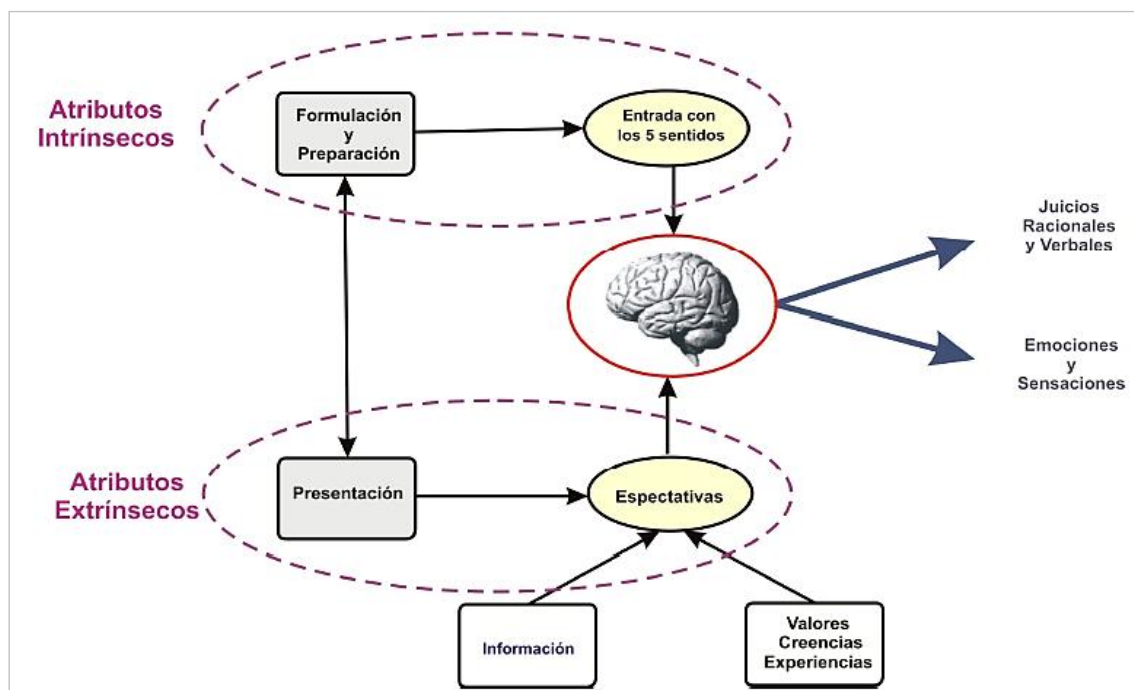 Atributos
Intrínsecos
Formulación
y
Preparación
Entrada con
los 5 sentidos
Juicios
Racionales
y Verbales
Emociones
y
Sensaciones
Atributos
Extrínsecos
Presentación
Espectativas
Información
Valores
Creencias
Experiencias